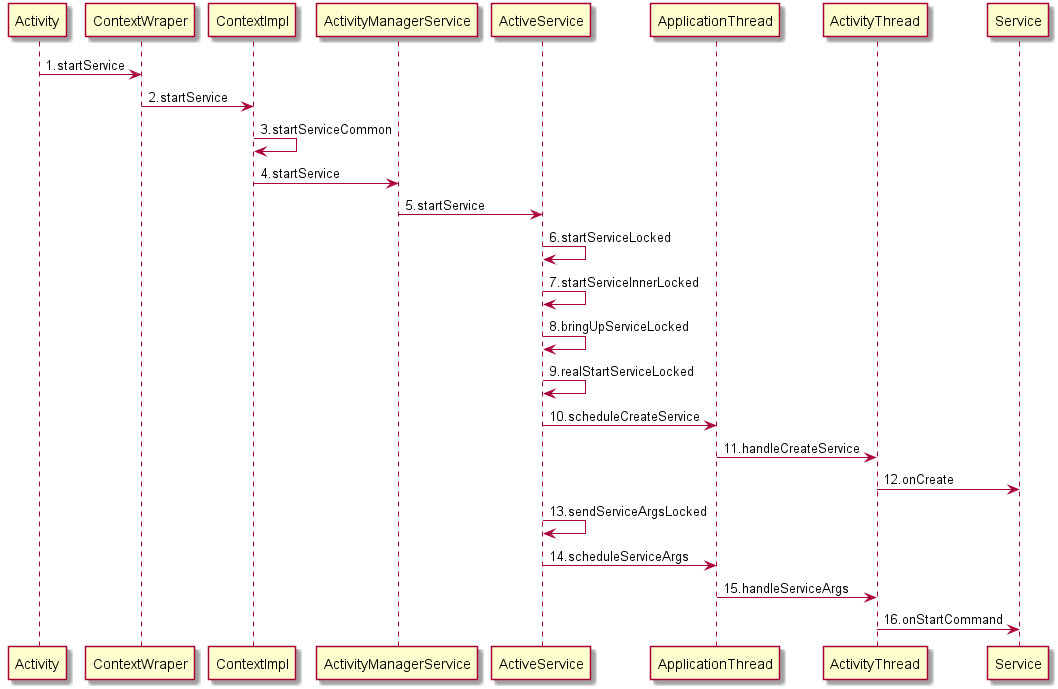 Activity ContextWraper ContextImpl ActivityManagerService ActiveService ApplicationThread ActivityThread Service
1.startService
2.startService
3.startServiceCommon
4.startService
5.startService
6.startServiceLocked
7.startServiceInnerLocked
8.bringUpServiceLocked
9.realStartServiceLocked
10.scheduleCreateService
11.handleCreateService
12.onCreate
13.sendServiceArgsLocked
14.scheduleServiceArgs
15.handleServiceArgs
16.onStartCommand
Activity ContextWraper ContextImpl ActivityManagerService ActiveService ApplicationThread ActivityThread Service